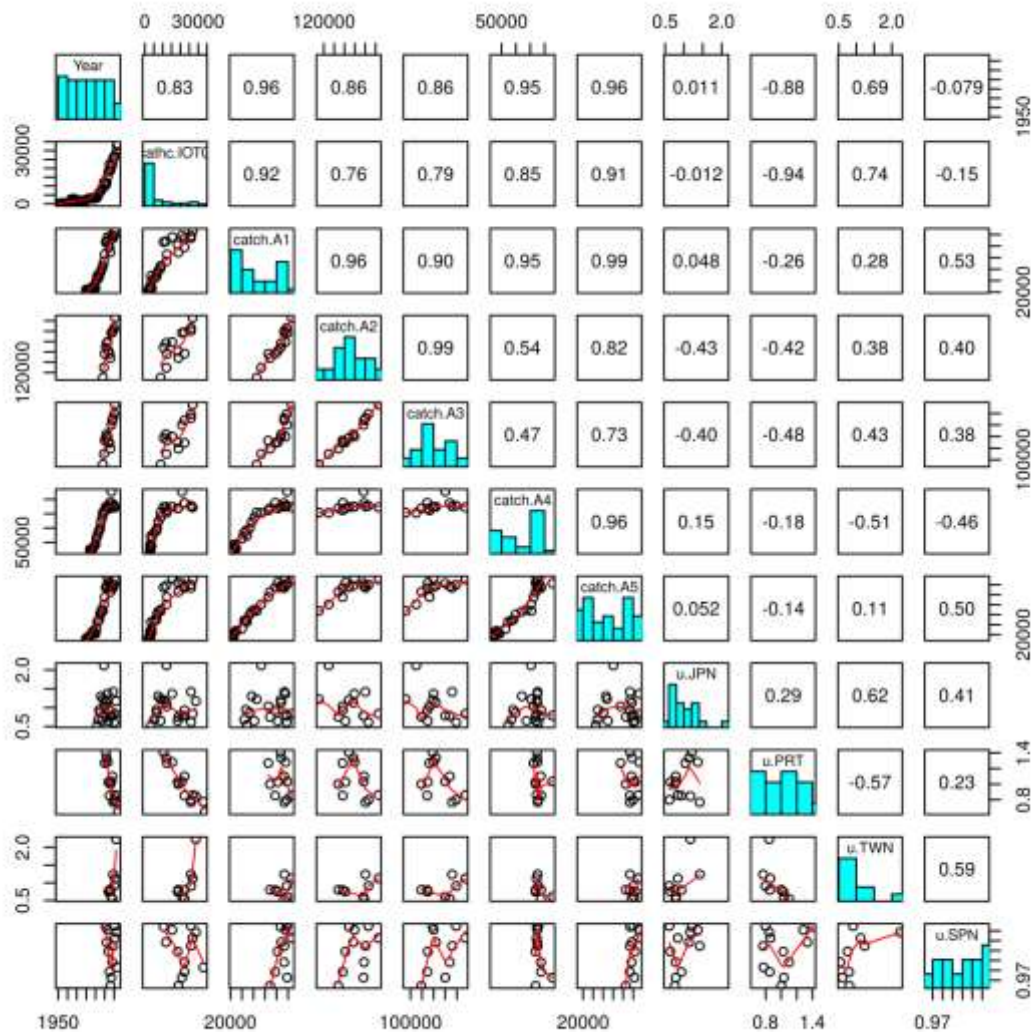 0 30000 120000 50000 0.5 2.0 0.5 2.0
Year 0.83 0.96 0.86 0.86 0.95 0.96 0.011 -0.88 0.69 -0.079 1950
0 30000 0.92 0.76 0.79 0.85 0.91 -0.012 -0.94 0.74 -0.15
catch.A1 0.96 0.90 0.95 0.99 0.048 -0.26 0.28 0.53 20000
120000 catch.A2 0.99 0.54 0.82 -0.43 -0.42 0.38 0.40
catch.A3 0.47 0.73 -0.40 -0.48 0.43 0.38 100000
50000 catch.A4 0.96 0.15 -0.18 -0.51 -0.46
catch.A5 0.052 -0.14 0.11 0.50 20000
0.5 2.0 u.JPN 0.29 0.62 0.41
u.PRT -0.57 0.23 0.8 1.4
0.5 2.0 u.TWN 0.59
u.SPN 0.97
1950 20000 100000 20000 0.8 1.4 0.97